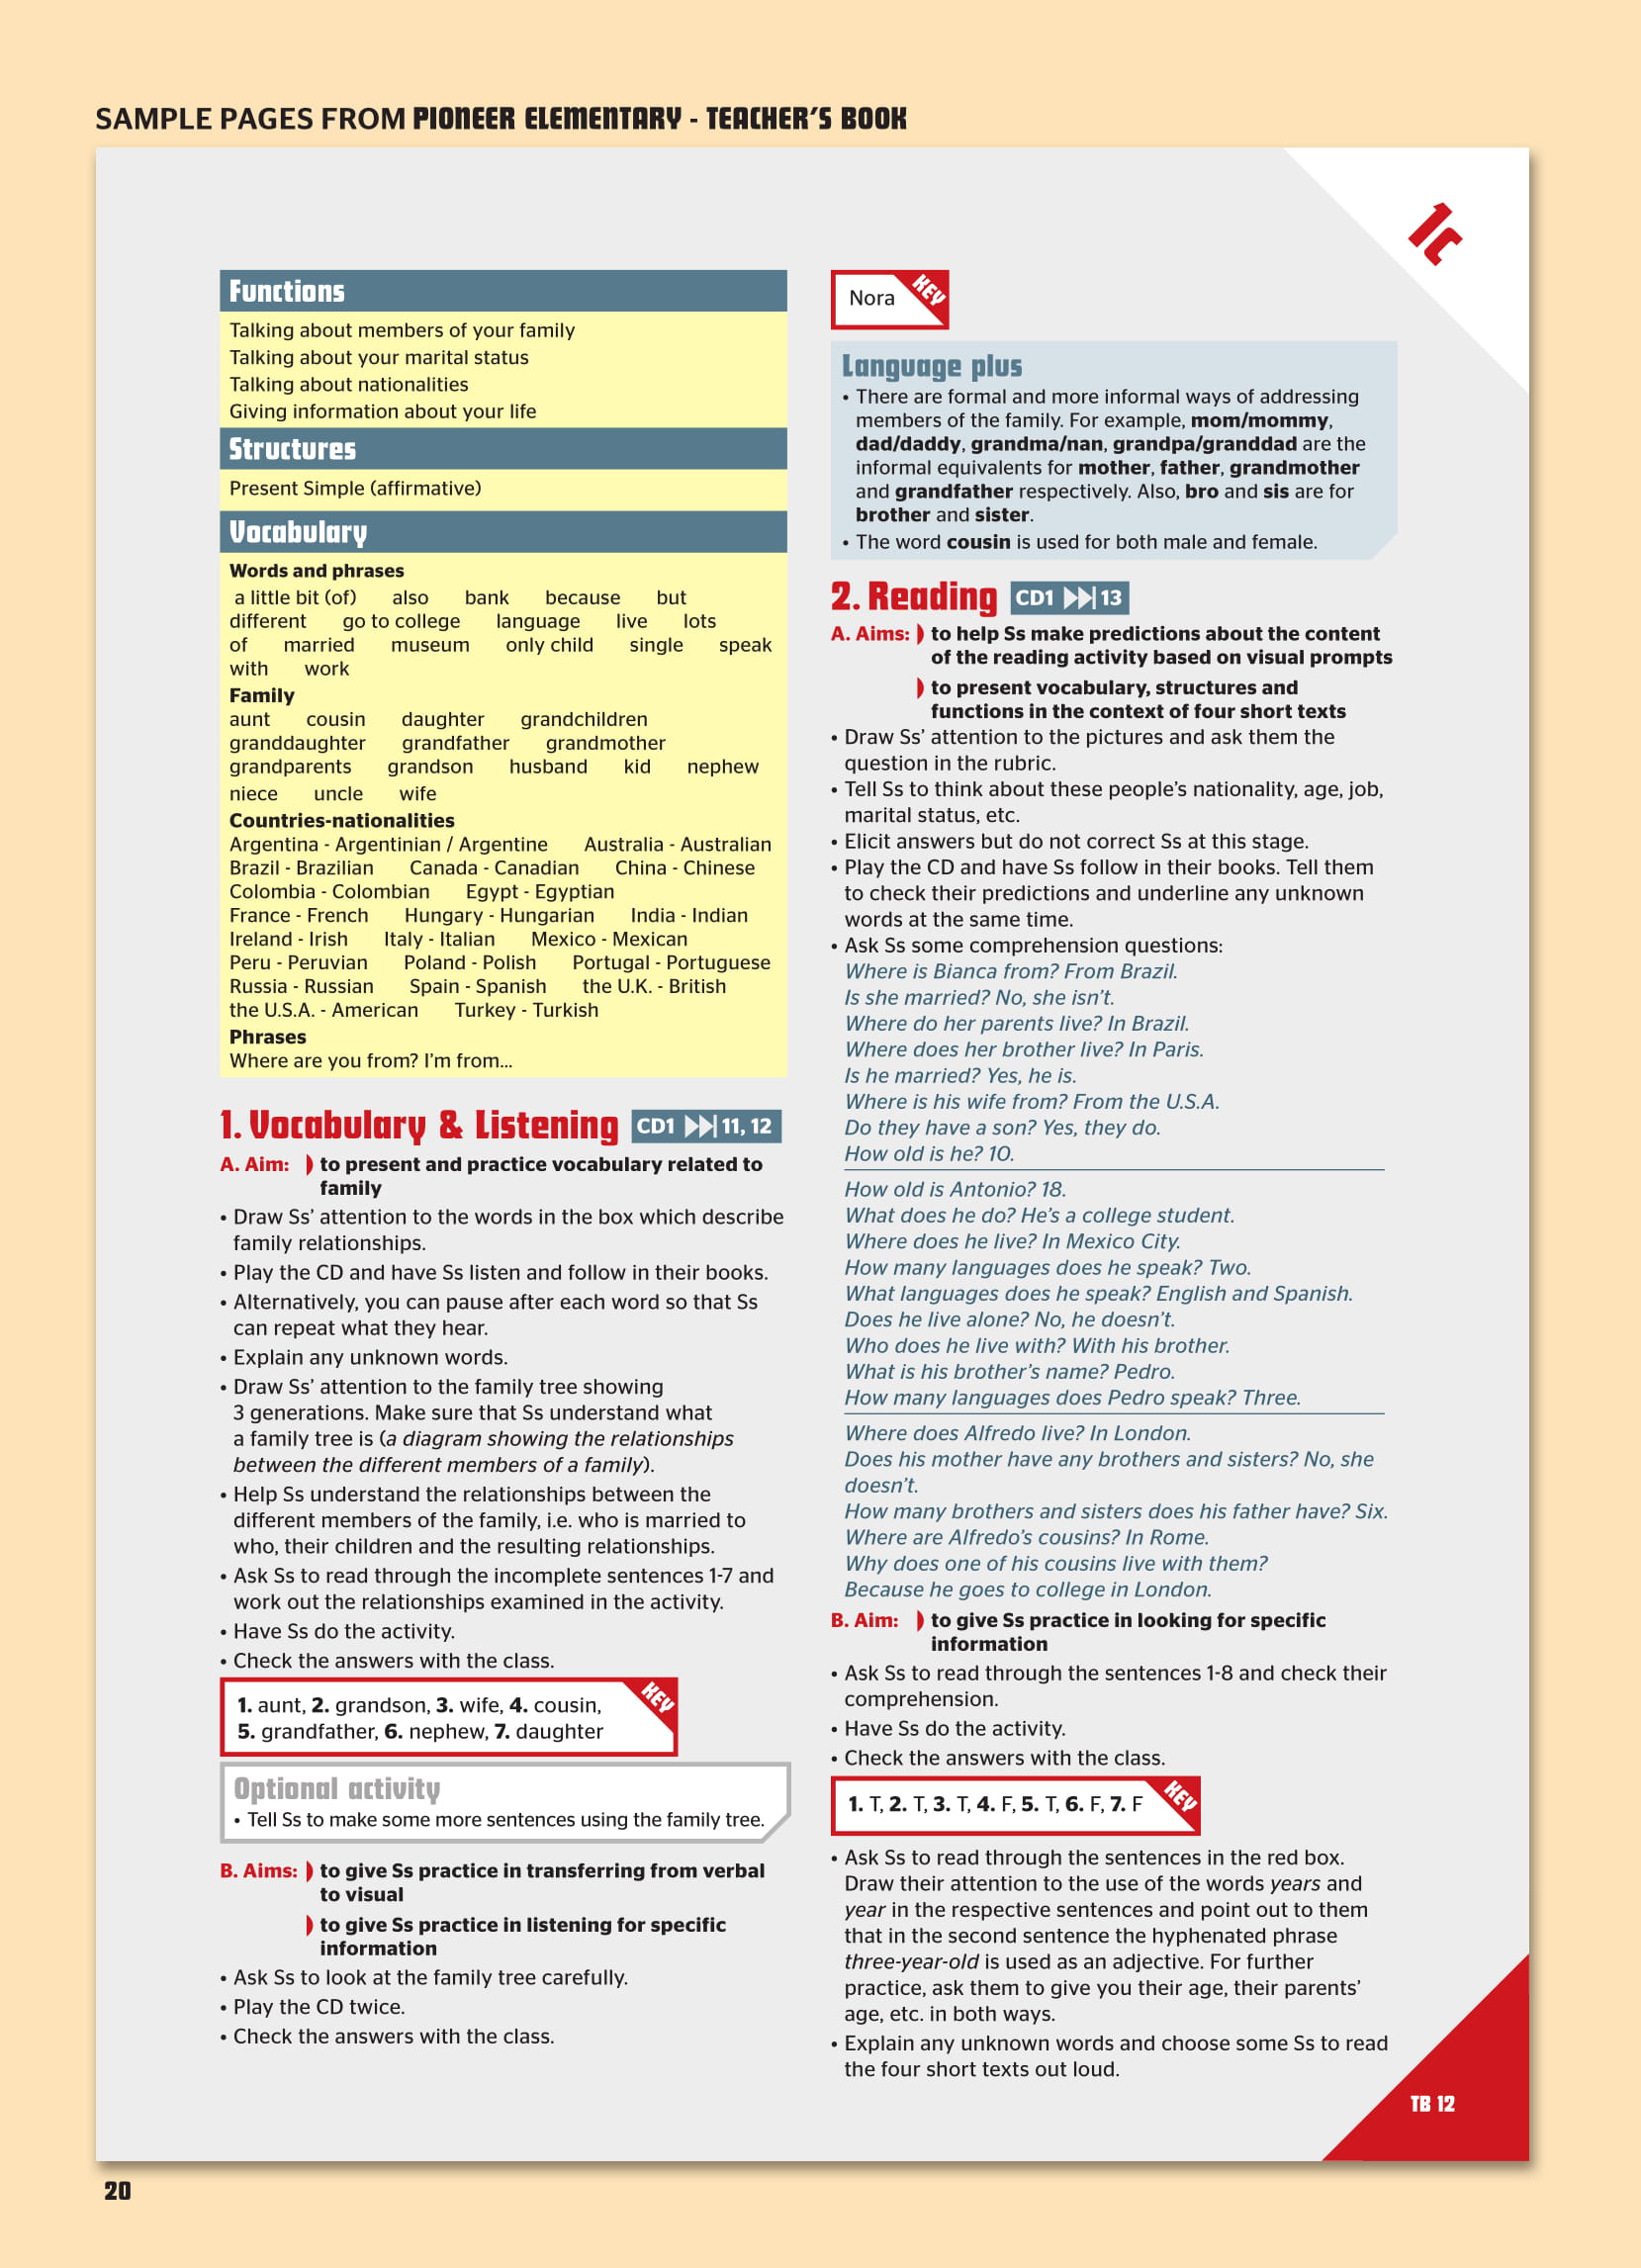 SAMPLE PAGES FROM PIONEER ELEMENTARY - TEACHER'S BOOK
1c
Functions
Talking about members of your family
Talking about your marital status
Talking about nationalities
Giving information about your life
Structures
Present Simple (affirmative)
Vocabulary
Words and phrases
a little bit (of) also bank because but
different go to college language live lots
of married museum only child single speak
with work
Family
aunt cousin daughter grandchildren
granddaughter grandfather grandmother
grandparents grandson husband kid nephew
niece uncle wife
Countries-nationalities
Argentina - Argentinian / Argentine Australia - Australian
Brazil - Brazilian Canada - Canadian China - Chinese
Colombia - Colombian Egypt - Egyptian
France - French Hungary - Hungarian India - Indian
Ireland - Irish Italy - Italian Mexico - Mexican
Peru - Peruvian Poland - Polish Portugal - Portuguese
Russia - Russian Spain - Spanish the U.K. - British
the U.S.A. - American Turkey - Turkish
Phrases
Where are you from? I'm from...
1. Vocabulary & Listening CD1 11, 12
A. Aim: to present and practice vocabulary related to
family
• Draw Ss' attention to the words in the box which describe
family relationships.
• Play the CD and have Ss listen and follow in their books.
• Alternatively, you can pause after each word so that Ss
can repeat what they hear.
• Explain any unknown words.
• Draw Ss' attention to the family tree showing
3 generations. Make sure that Ss understand what
a family tree is (a diagram showing the relationships
between the different members of a family).
• Help Ss understand the relationships between the
different members of the family, i.e. who is married to
who, their children and the resulting relationships.
• Ask Ss to read through the incomplete sentences 1-7 and
work out the relationships examined in the activity.
• Have Ss do the activity.
• Check the answers with the class.
KEY
1. aunt, 2. grandson, 3. wife, 4. cousin,
5. grandfather, 6. nephew, 7. daughter
Optional activity
• Tell Ss to make some more sentences using the family tree.
B. Aims: to give Ss practice in transferring from verbal
to visual
to give Ss practice in listening for specific
information
• Ask Ss to look at the family tree carefully.
• Play the CD twice.
• Check the answers with the class.
Nora KEY
Language plus
• There are formal and more informal ways of addressing
members of the family. For example, mom/mommy,
dad/daddy, grandma/nan, grandpa/granddad are the
informal equivalents for mother, father, grandmother
and grandfather respectively. Also, bro and sis are for
brother and sister.
• The word cousin is used for both male and female.
2. Reading CD1 13
A. Aims: to help Ss make predictions about the content
of the reading activity based on visual prompts
to present vocabulary, structures and
functions in the context of four short texts
• Draw Ss' attention to the pictures and ask them the
question in the rubric.
• Tell Ss to think about these people's nationality, age, job,
marital status, etc.
• Elicit answers but do not correct Ss at this stage.
• Play the CD and have Ss follow in their books. Tell them
to check their predictions and underline any unknown
words at the same time.
• Ask Ss some comprehension questions:
Where is Bianca from? From Brazil.
Is she married? No, she isn't.
Where do her parents live? In Brazil.
Where does her brother live? In Paris.
Is he married? Yes, he is.
Where is his wife from? From the U.S.A.
Do they have a son? Yes, they do.
How old is he? 10.
How old is Antonio? 18.
What does he do? He's a college student.
Where does he live? In Mexico City.
How many languages does he speak? Two.
What languages does he speak? English and Spanish.
Does he live alone? No, he doesn't.
Who does he live with? With his brother.
What is his brother's name? Pedro.
How many languages does Pedro speak? Three.
Where does Alfredo live? In London.
Does his mother have any brothers and sisters? No, she
doesn't.
How many brothers and sisters does his father have? Six.
Where are Alfredo's cousins? In Rome.
Why does one of his cousins live with them?
Because he goes to college in London.
B. Aim: to give Ss practice in looking for specific
information
• Ask Ss to read through the sentences 1-8 and check their
comprehension.
• Have Ss do the activity.
• Check the answers with the class.
1. T, 2. T, 3. T, 4. F, 5. T, 6. F, 7. F KEY
• Ask Ss to read through the sentences in the red box.
Draw their attention to the use of the words years and
year in the respective sentences and point out to them
that in the second sentence the hyphenated phrase
three-year-old is used as an adjective. For further
practice, ask them to give you their age, their parents'
age, etc. in both ways.
• Explain any unknown words and choose some Ss to read
the four short texts out loud.
TB 12
20